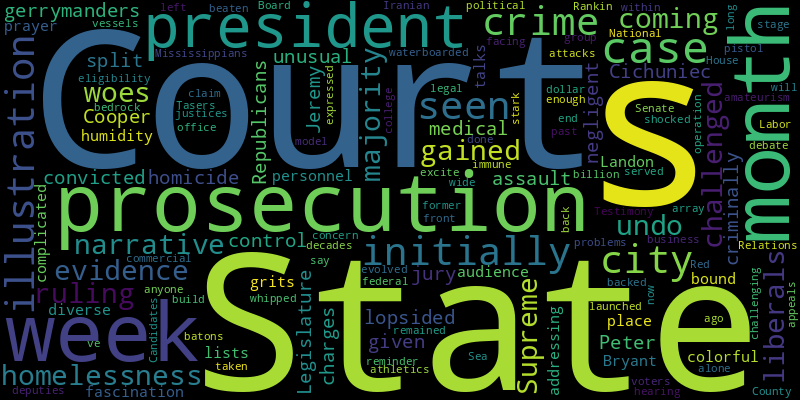 gerrymanders
left
beaten
Board
Iranian
political
Rankin
within
coming
long
month
vessels
president
crime
stage
prayer
National
split
Mississippians
unusual
waterboarded
talks
facing
group
attacks
case
House
pistol
Courts
s
illustration
woes
eligibility
claim
Tasers
bedrock
Cooper
justices
humidity
office
Republicans
Jeremy
expressed
majority
seen
legal
stark
dollar
enough
negligent
Cichuniec
Senate
shocked
operation
will
amateurism
medical
end
past
Labor
debate
model
college
gained
done
immune
convicted
homicide
personnel
excite
assault
billion
Landon
served
challenged
criminally
complicated
prosecution
wide
former
front
back
Testimony
array
undo
liberals
narrative
control
concern
decades
initially
problems
business
Relations
evidence
commercial
say
evolved
federal
jury
audience
city
Red
ruling
grits
Legislature
charges
State
Supreme
addressing
backed
now
bound
challenging
appeals
anyone
build
whipped
launched
week
diverse
Candidates
batons
lopsided
remained
place
ago
voters
ve
lists
taken
given
reminder
athletics
Sea
Peter
Bryant
colorful
alone
hearing
homelessness
deputies
fascination
County